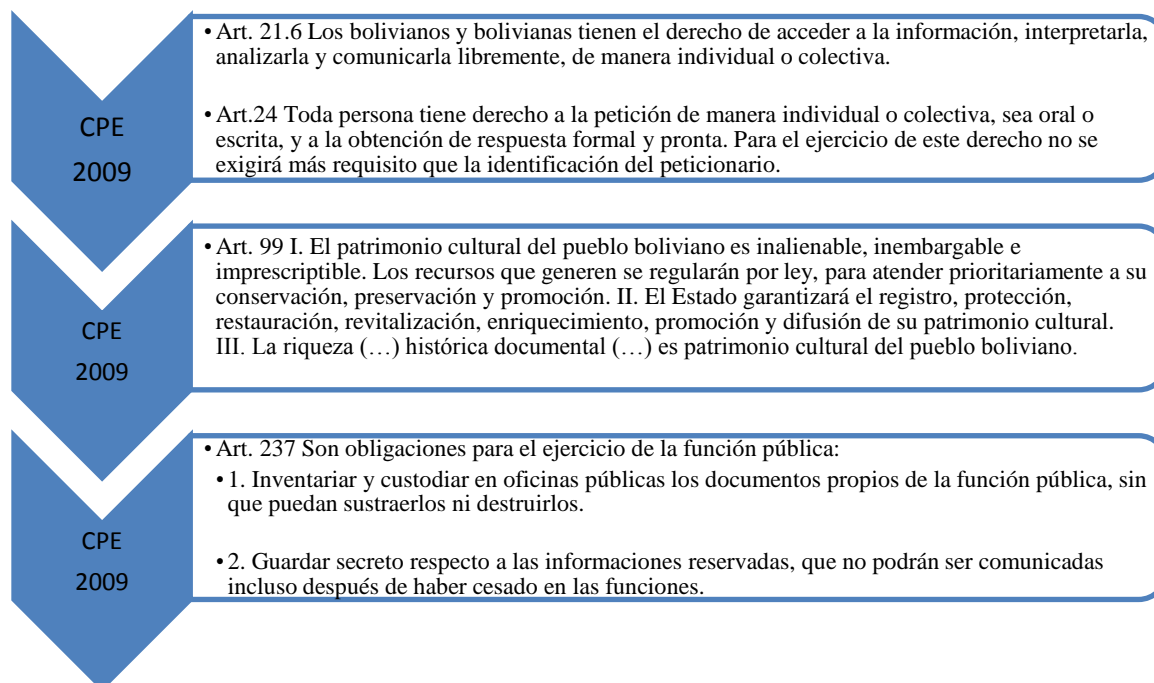 • Art. 21.6 Los bolivianos y bolivianas tienen el derecho de acceder a la información, interpretarla,
analizarla y comunicarla libremente, de manera individual o colectiva.
CPE
2009
• Art.24 Toda persona tiene derecho a la petición de manera individual o colectiva, sea oral o
escrita, y a la obtención de respuesta formal y pronta. Para el ejercicio de este derecho no se
exigirá más requisito que la identificación del peticionario.
CPE
2009
• Art. 99 I. El patrimonio cultural del pueblo boliviano es inalienable, inembargable e
imprescriptible. Los recursos que generen se regularán por ley, para atender prioritariamente a su
conservación, preservación y promoción. II. El Estado garantizará el registro, protección,
restauración, revitalización, enriquecimiento, promoción y difusión de su patrimonio cultural.
III. La riqueza (…) histórica documental (…) es patrimonio cultural del pueblo boliviano.
CPE
2009
• Art. 237 Son obligaciones para el ejercicio de la función pública:
• 1. Inventariar y custodiar en oficinas públicas los documentos propios de la función pública, sin
que puedan sustraerlos ni destruirlos.
• 2. Guardar secreto respecto a las informaciones reservadas, que no podrán ser comunicadas
incluso después de haber cesado en las funciones.